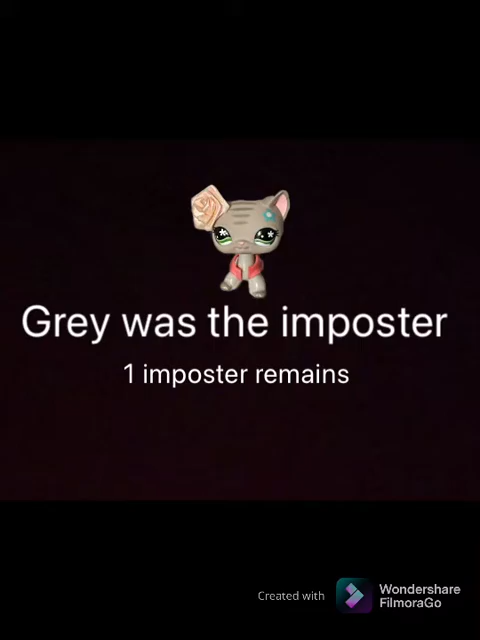 Grey was the imposter
1 imposter remains
Created with
Wondershare
FilmoraGo